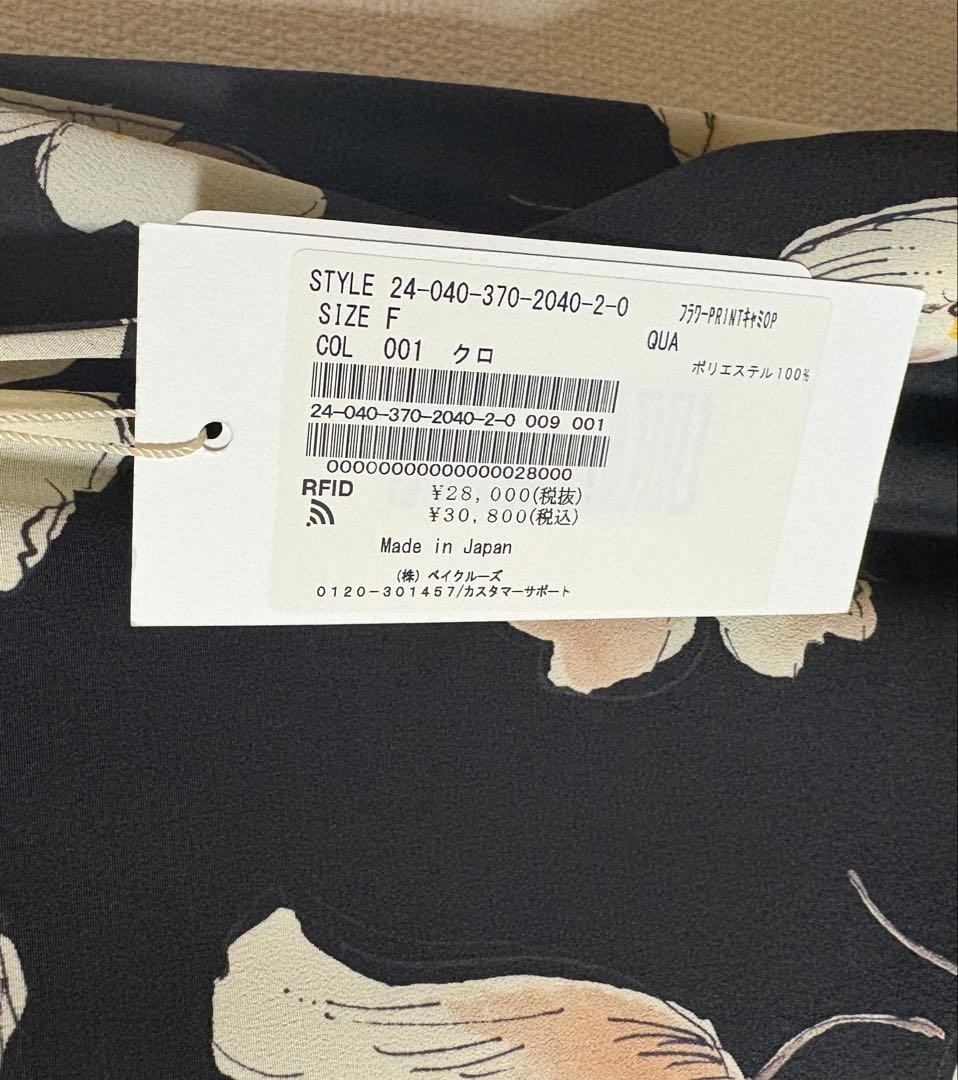 STYLE 24-040-370-2040-2-0
ﾌﾗﾜｰPRINTｷｬﾐOP
SIZE F
QUA
COL 001 クロ
ポリエステル100%
24-040-370-2040-2-0 009 001
00000000000000028000
RFID
¥28,000(税抜)
¥30,800(税込)
Made in Japan
(株) ベイクルーズ
0120-301457/カスタマーサポート